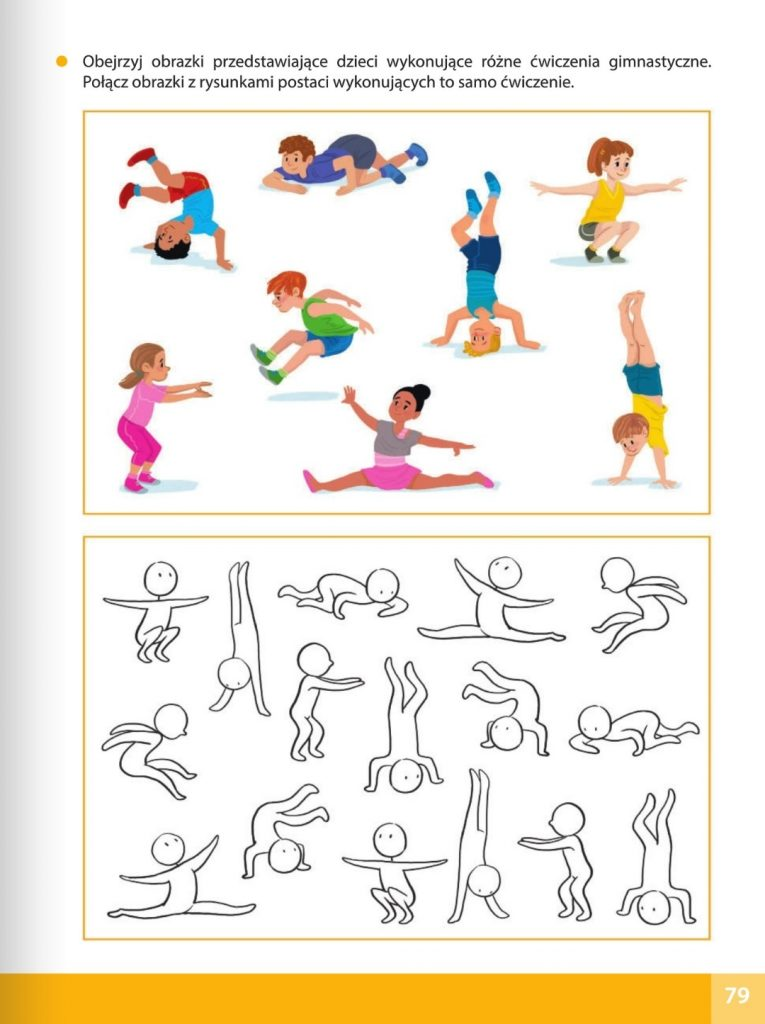 Obejrzyj obrazki przedstawiające dzieci wykonujące różne ćwiczenia gimnastyczne.
Połącz obrazki z rysunkami postaci wykonujących to samo ćwiczenie.
79